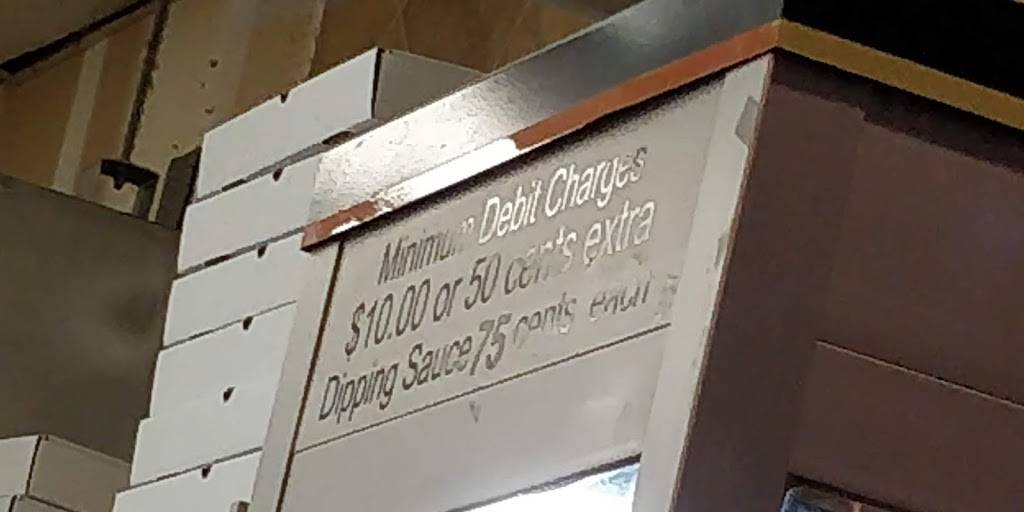 Minimum Debit Charges
$10.00 or 50 cents extra
Dipping Sauce 75 cents each